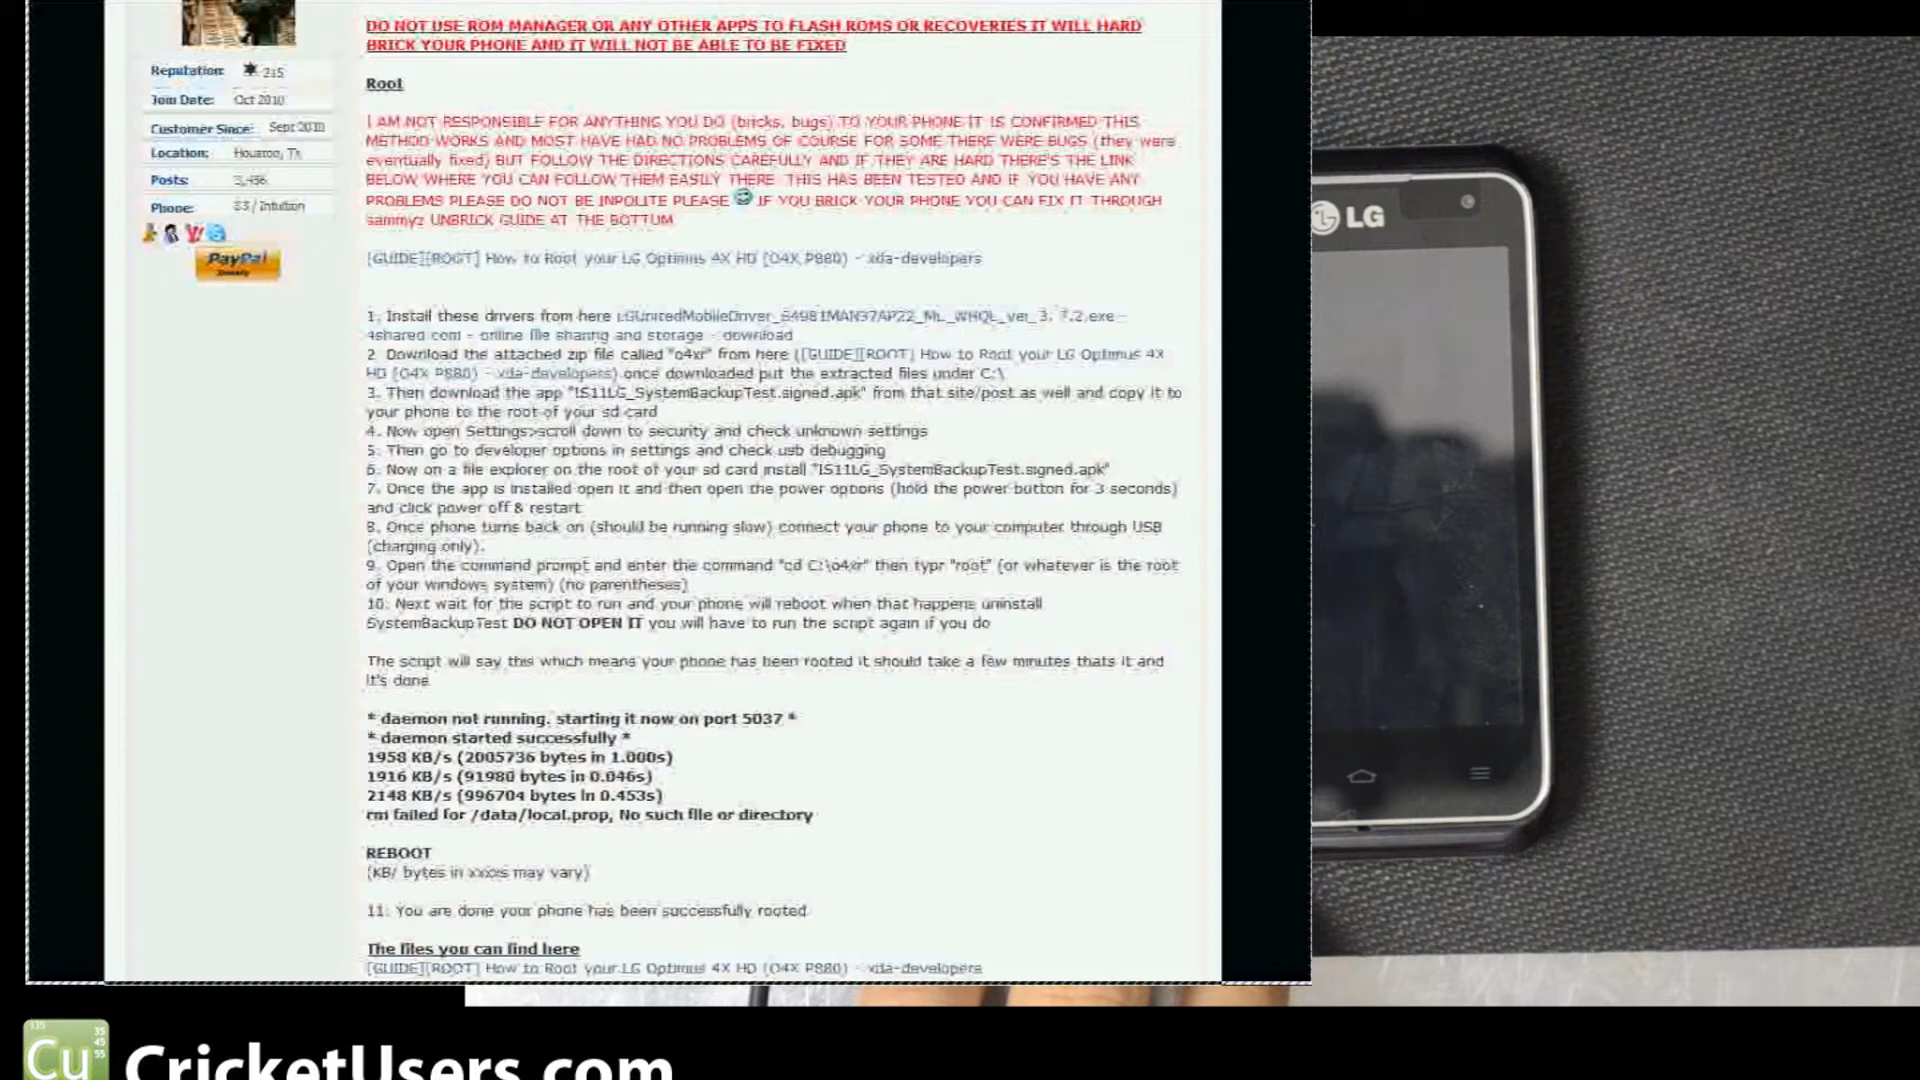 DO NOT USE ROM MANAGER OR ANY OTHER APPS TO FLASH ROMS OR RECOVERIES IT WILL HARD
BRICK YOUR PHONE AND IT WILL NOT BE ABLE TO BE FIXED
Reputation: 215
Join Date: Oct 2010
Customer Since: Sept 2010
Location: Houston, Tx
Posts:
Phone: S3 / Intuition
PayPal
Root
I AM NOT RESPONSIBLE FOR ANYTHING YOU DO (bricks, bugs) TO YOUR PHONE IT IS CONFIRMED THIS
METHOD WORKS AND MOST HAVE HAD NO PROBLEMS OF COURSE FOR SOME THERE WERE BUGS (they were
eventually fixed) BUT FOLLOW THE DIRECTIONS CAREFULLY AND IF THEY ARE HARD THERE'S THE LINK
BELOW WHERE YOU CAN FOLLOW THEM EASILY THERE. THIS HAS BEEN TESTED AND IF YOU HAVE ANY
PROBLEMS PLEASE DO NOT BE INPOLITE PLEASE IF YOU BRICK YOUR PHONE YOU CAN FIX IT THROUGH
sammyz UNBRICK GUIDE AT THE BOTTUM
[GUIDE][ROOT] How to Root your LG Optimus 4X HD (O4X P880) - xda-developers
1. Install these drivers from here
4shared.com - online file sharing and storage - download
2. Download the attached zip file called "o4xr" from here ([GUIDE][ROOT] How to Root your LG Optimus 4X
HD (O4X P880) - xda-developers) once downloaded put the extracted files under C:\
3. Then download the app "IS11LG_SystemBackupTest.signed.apk" from that site/post as well and copy it to
your phone to the root of your sd card
4. Now open Settings>scroll down to security and check unknown settings
5. Then go to developer options in settings and check usb debugging
6. Now on a file explorer on the root of your sd card install "IS11LG_SystemBackupTest.signed.apk"
7. Once the app is installed open it and then open the power options (hold the power button for 3 seconds)
and click power off & restart
8. Once phone turns back on (should be running slow) connect your phone to your computer through USB
(charging only).
9. Open the command prompt and enter the command "cd C:\o4xr" then typr "root" (or whatever is the root
of your windows system) (no parentheses)
10. Next wait for the script to run and your phone will reboot when that happens uninstall
SystemBackupTest DO NOT OPEN IT you will have to run the script again if you do
The script will say this which means your phone has been rooted it should take a few minutes thats it and
it's done
* daemon not running. starting it now on port 5037 *
* daemon started successfully *
1958 KB/s (2005736 bytes in 1.000s)
1916 KB/s (91980 bytes in 0.046s)
2148 KB/s (996704 bytes in 0.453s)
rm failed for /data/local.prop, No such file or directory
REBOOT
(KB/ bytes in xxxxs may vary)
11. You are done your phone has been successfully rooted
The files you can find here
[GUIDE][ROOT] How to Root your LG Optimus 4X HD (O4X P880) - xda-developers
LG
135
35
45
55
Cu
CricketUsers.com